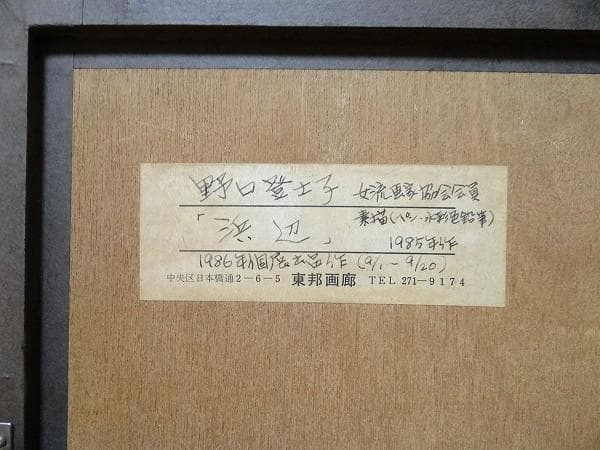 野口登士子 女流画家協会会員
素描(ペン・水彩色鉛筆)
「浜辺」 1985年作
1986年個展出品作(9/1~9/20)
中央区日本橋通2-6-5 東邦画廊 TEL 271-9174